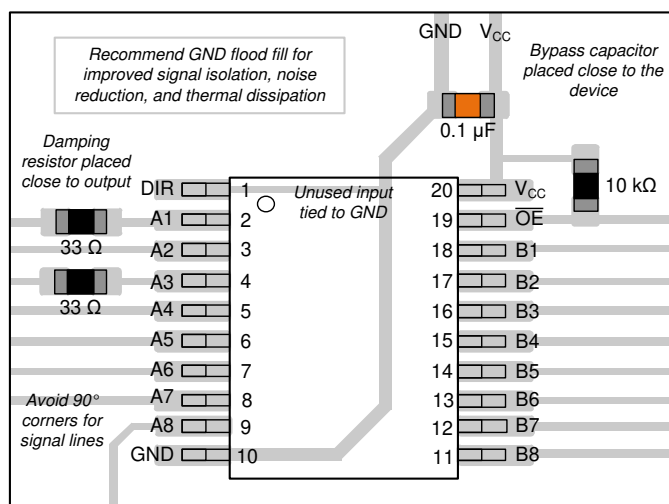 GND V_CC
Recommend GND flood fill for
improved signal isolation, noise
reduction, and thermal dissipation
Bypass capacitor
placed close to the
device
0.1 µF
Damping
resistor placed
close to output
DIR 1
Unused input
tied to GND
20 V_CC
10 kΩ
A1 2
19 O̅E̅
33 Ω
A2 3
18 B1
A3 4
17 B2
33 Ω
A4 5
16 B3
A5 6
15 B4
A6 7
14 B5
A7 8
13 B6
Avoid 90°
corners for
signal lines
A8 9
12 B7
GND 10
11 B8